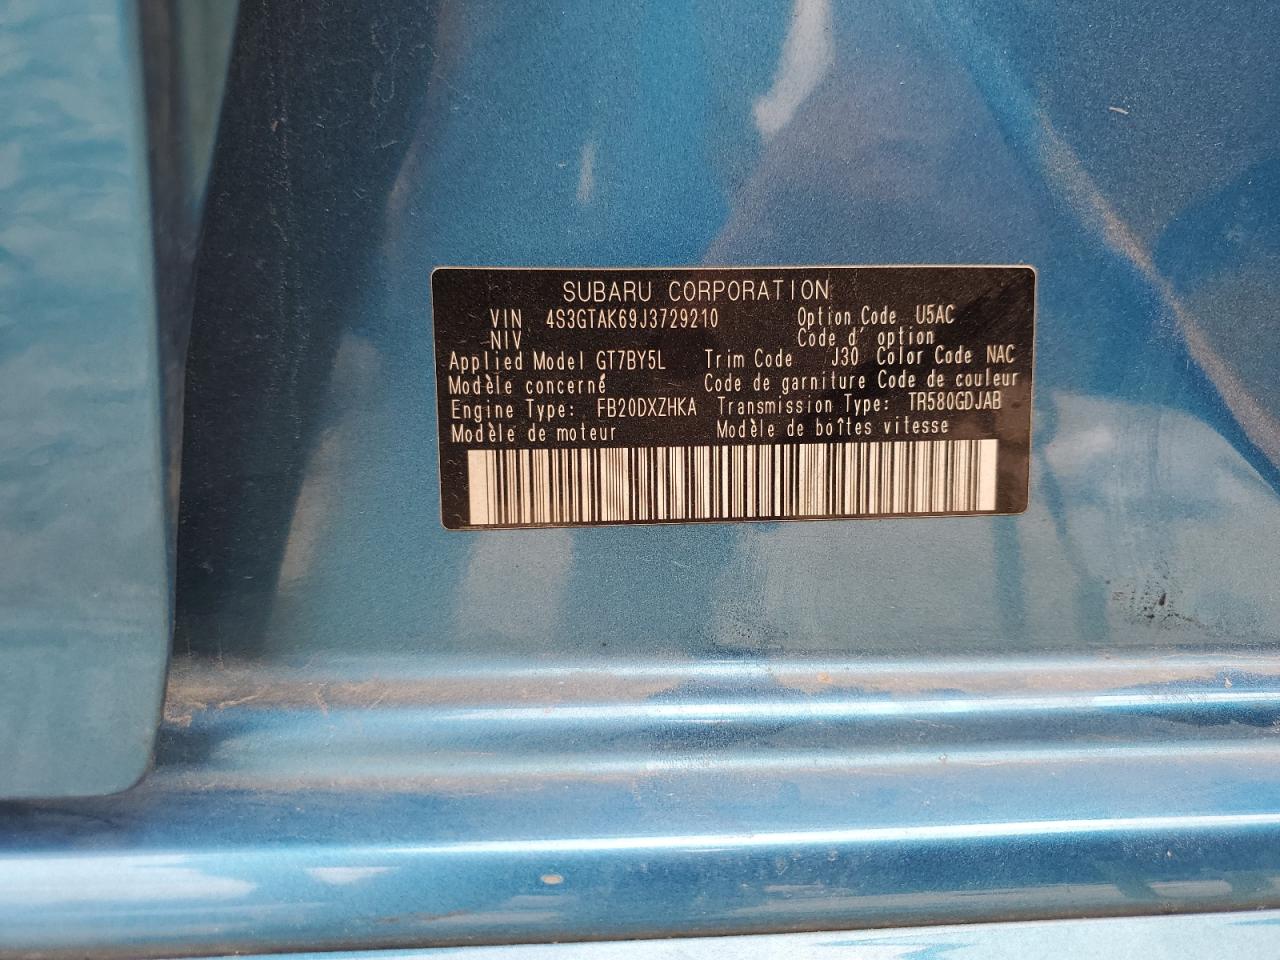 SUBARU CORPORATION
VIN 4S3GTAK69J3729210 Option Code U5AC
NIV Code d' option
Applied Model GT7BY5L Trim Code J30 Color Code NAC
Modèle concerné Code de garniture Code de couleur
Engine Type: FB20DXZHKA Transmission Type: TR580GDJAB
Modèle de moteur Modèle de boîtes vitesse